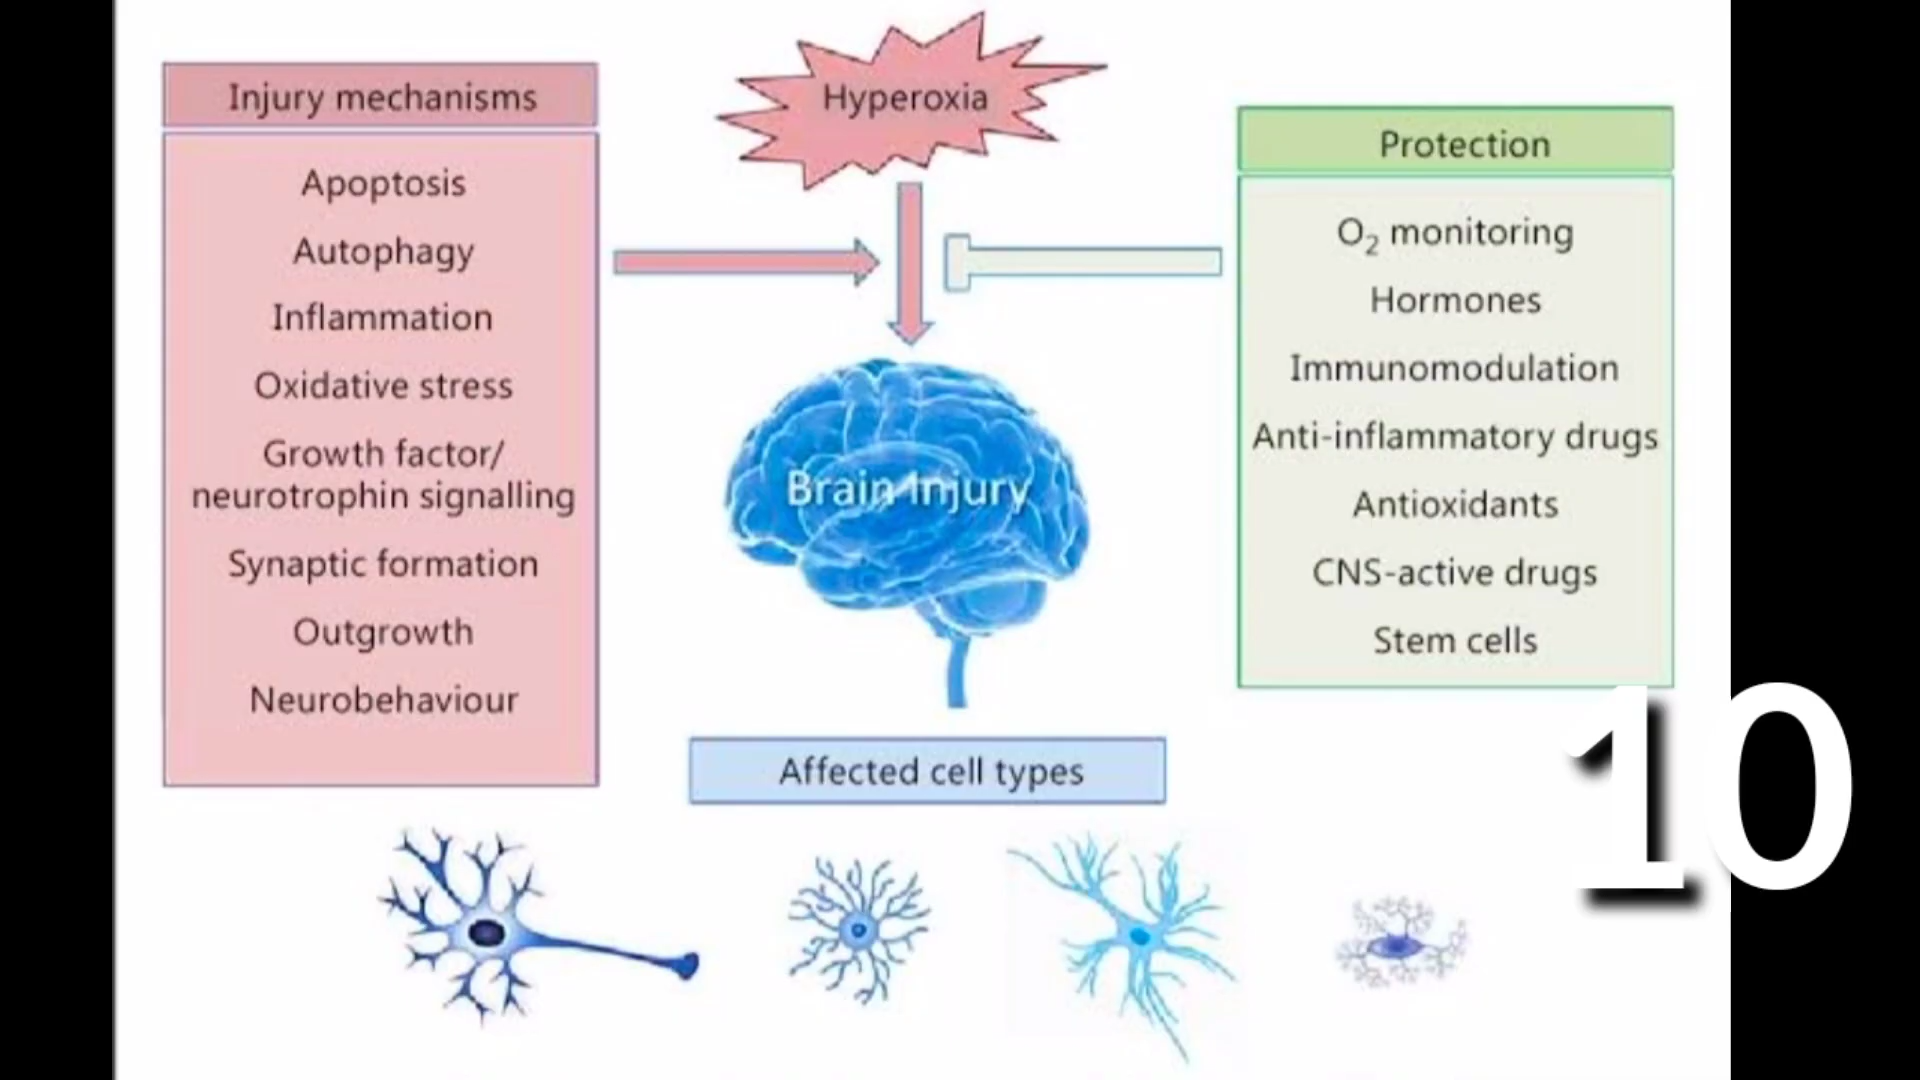 Hyperoxia
Injury mechanisms
Apoptosis
Autophagy
Inflammation
Oxidative stress
Growth factor/
neurotrophin signalling
Synaptic formation
Outgrowth
Neurobehaviour
Protection
O₂ monitoring
Hormones
Immunomodulation
Anti-inflammatory drugs
Antioxidants
CNS-active drugs
Stem cells
Brain Injury
Affected cell types
10